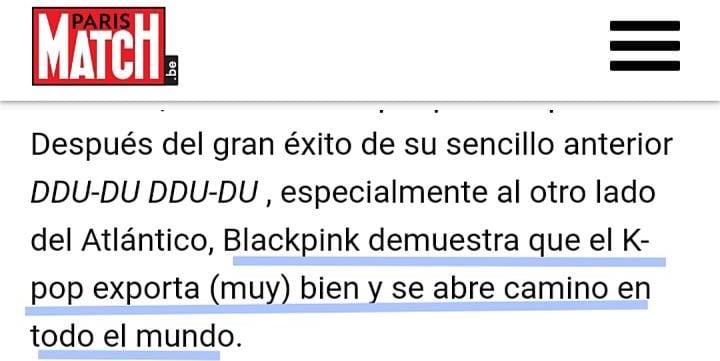 PARIS
MATCH
.be
Después del gran éxito de su sencillo anterior
DDU-DU DDU-DU , especialmente al otro lado
del Atlántico, Blackpink demuestra que el K-
pop exporta (muy) bien y se abre camino en
todo el mundo.